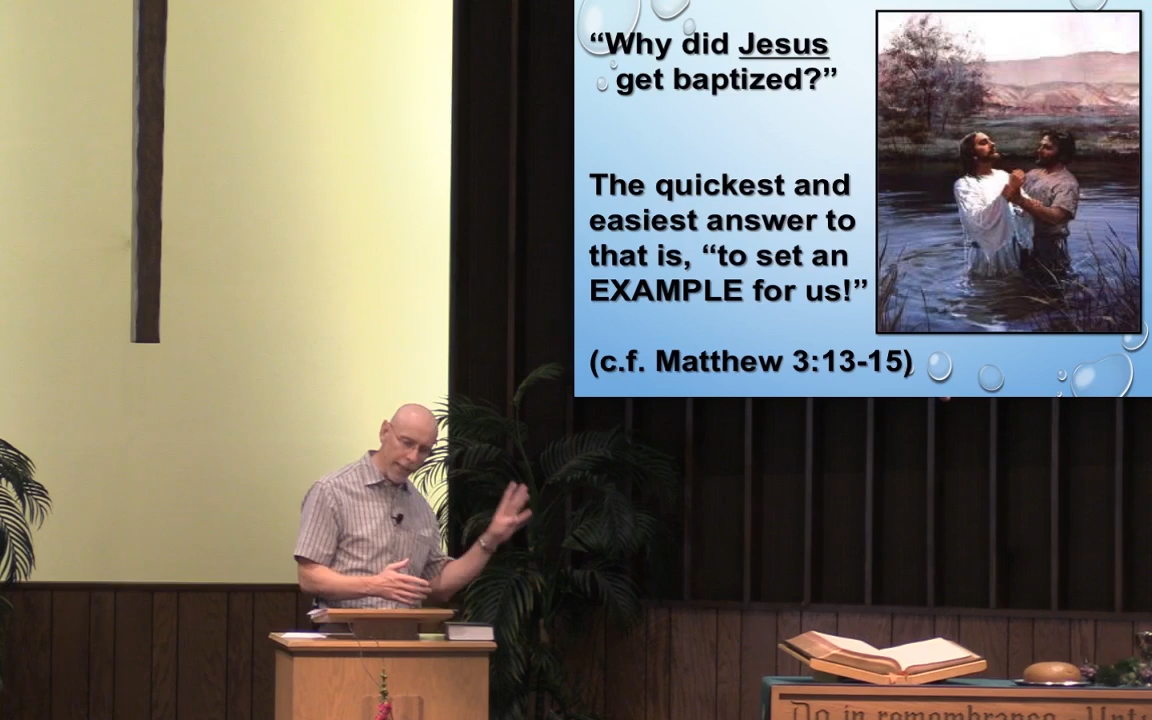 “Why did Jesus
get baptized?”
The quickest and
easiest answer to
that is, “to set an
EXAMPLE for us!”
(c.f. Matthew 3:13-15)
Do in remembrance